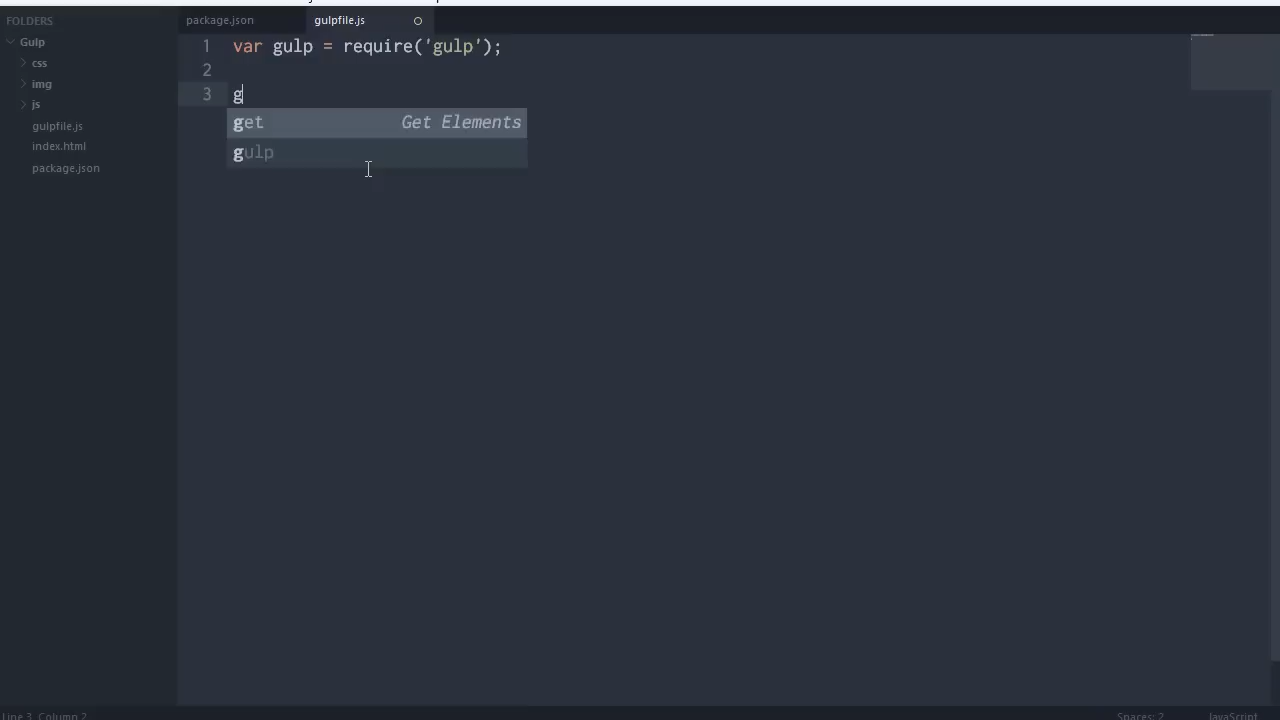 FOLDERS
Gulp
css
img
js
gulpfile.js
index.html
package.json
package.json
gulpfile.js
1 var gulp = require('gulp');
2
3 g
get Get Elements
gulp
Line 3, Column 2
Spaces: 2
JavaScript